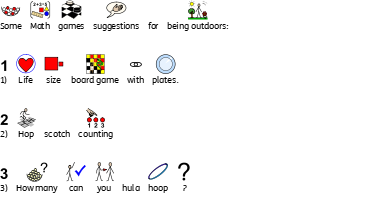 Some Math games suggestions for being outdoors:
1
1) Life size board game with plates.
2
2) Hop scotch counting
3
3) How many can you hula hoop ?